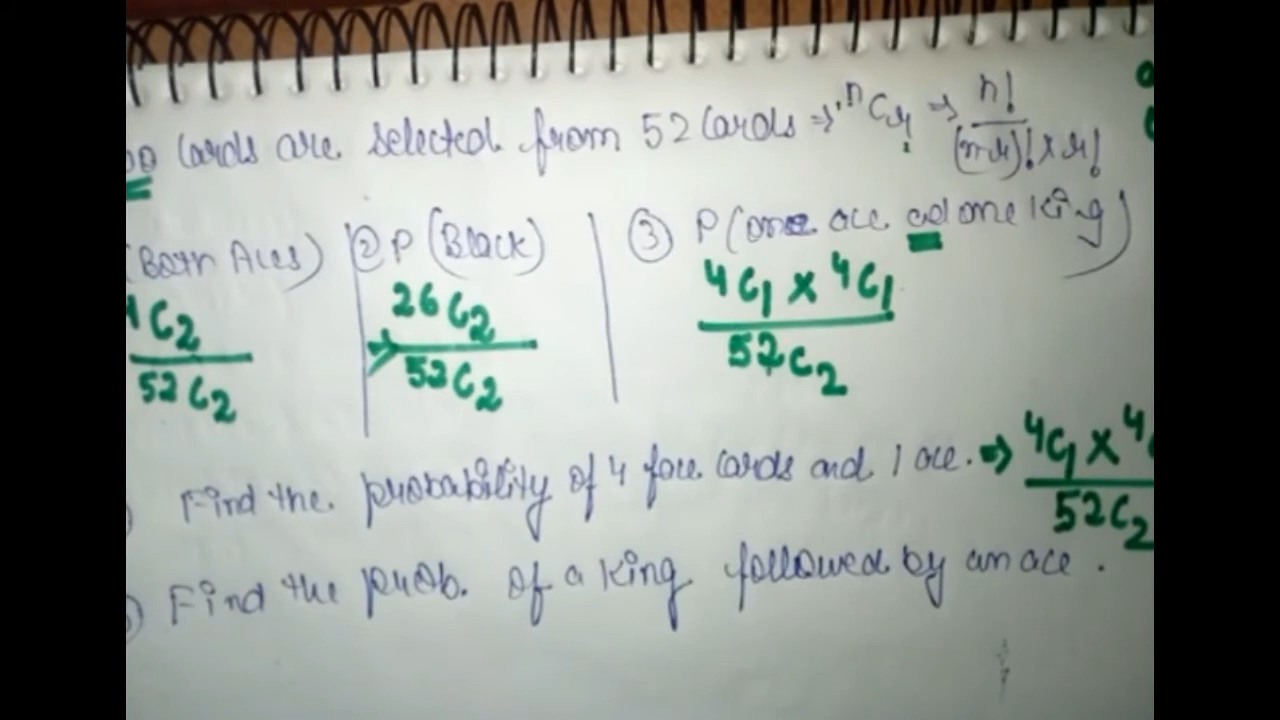 Cards are selected from 52 Cards ⇒ ⁿCᵣ ⇒ n! / (n-r)! × r!
(Both Aces) ② P (Black) ③ P (one ace and one king)
4C₂ / 52C₂ ⇒ 26C₂ / 52C₂ 4C₁ × 4C₁ / 52C₂
Find the probability of 4 face cards and 1 ace. ⇒ 4C₁ × 4 / 52C₂
Find the prob. of a king followed by an ace.